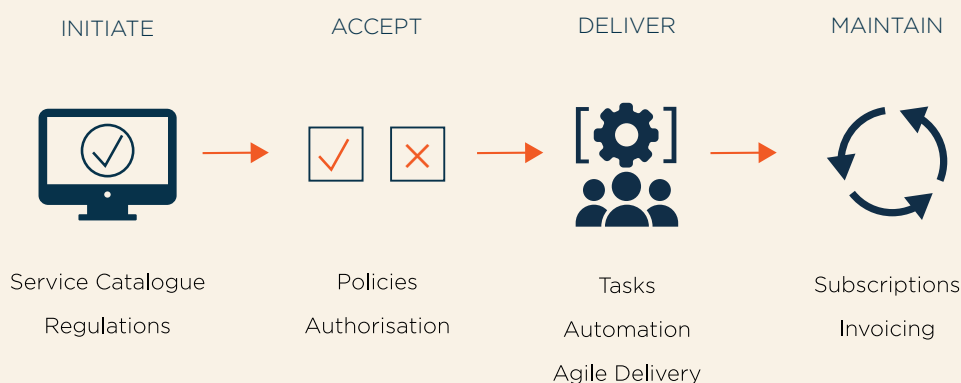 INITIATE
ACCEPT
DELIVER
MAINTAIN
Service Catalogue
Regulations
Policies
Authorisation
Tasks
Automation
Agile Delivery
Subscriptions
Invoicing